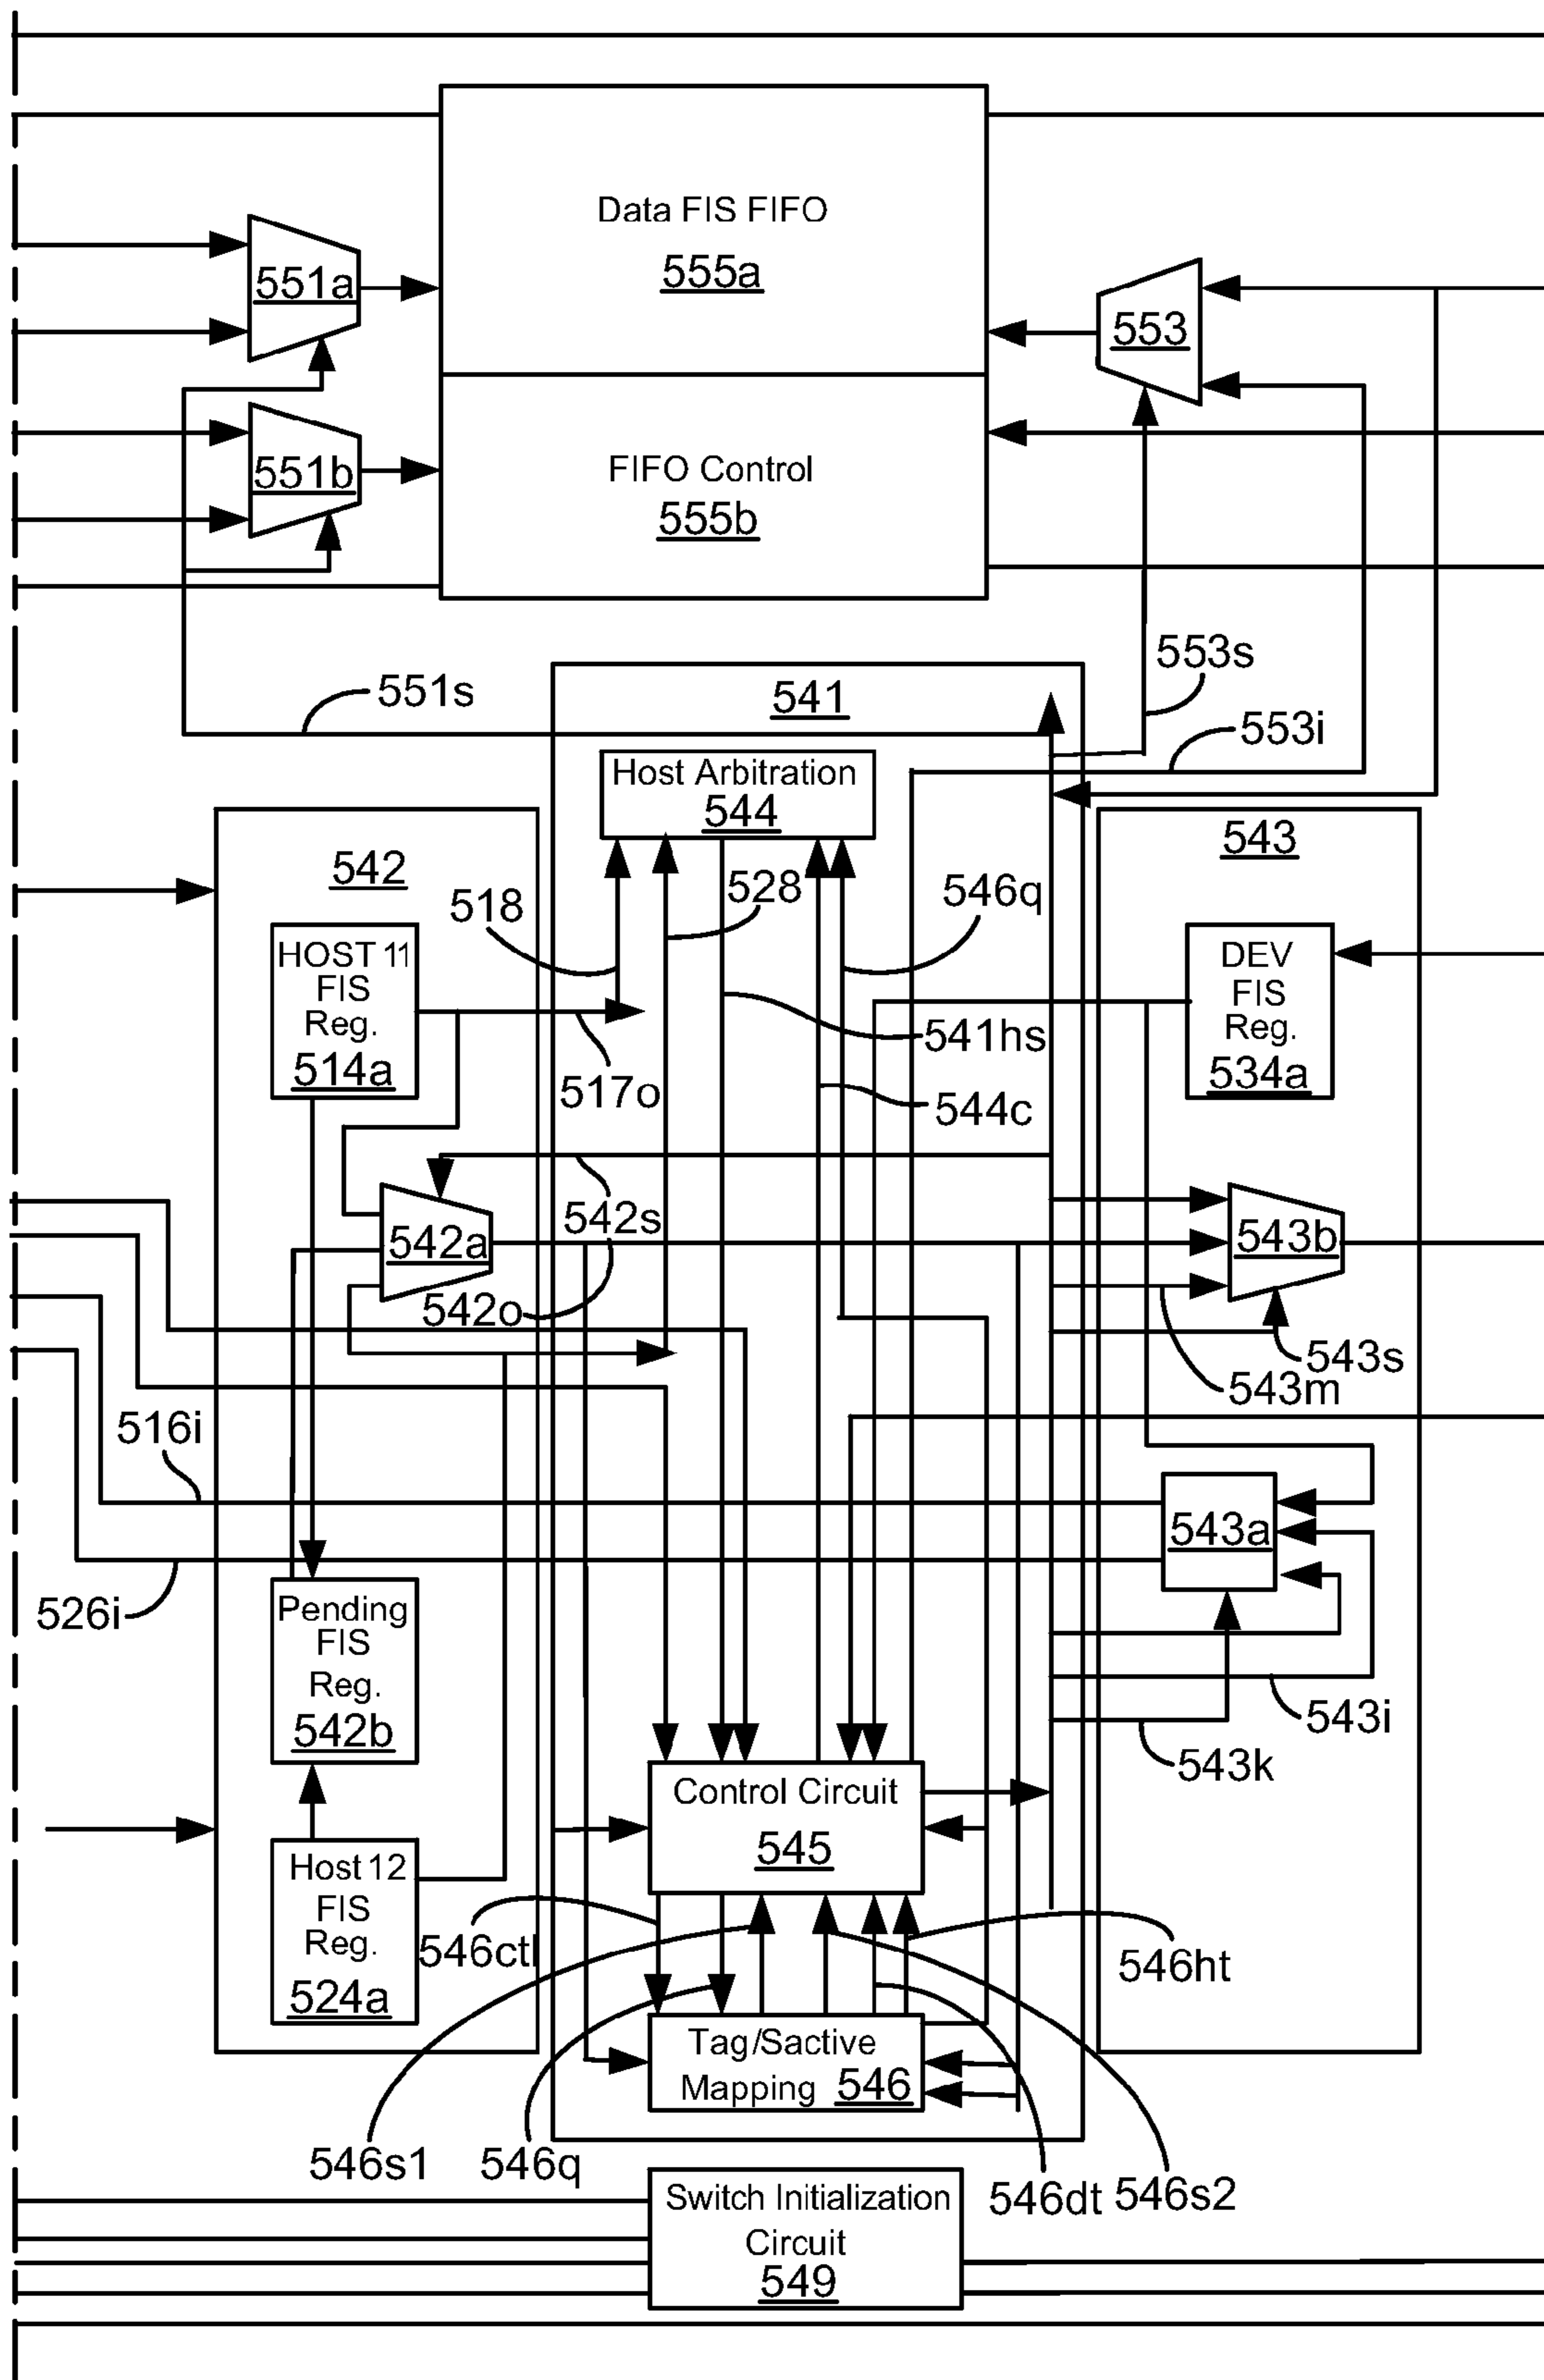 Data FIS FIFO
555a
551a
553
551b
FIFO Control
555b
553s
551s
541
553i
Host Arbitration
544
543
542
528
546q
518
HOST 11
FIS
Reg.
514a
DEV
FIS
Reg.
534a
541hs
517o
544c
542s
542a
543b
542o
543s
543m
516i
543a
526i
Pending
FIS
Reg.
542b
543i
543k
Control Circuit
545
Host 12
FIS
Reg.
524a
546ctl
546ht
Tag/Sactive
Mapping 546
546s1
546q
546dt
546s2
Switch Initialization
Circuit
549